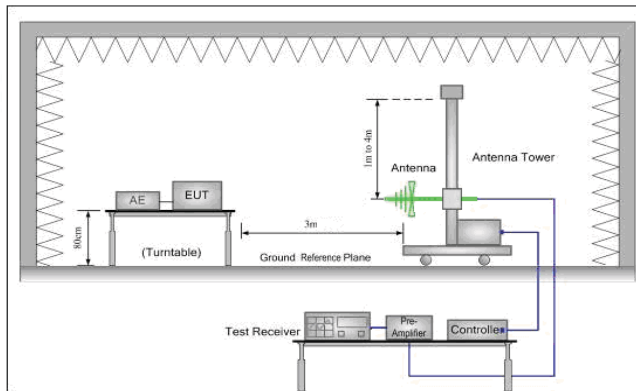 1m to 4m
Antenna
Antenna Tower
AE
EUT
80cm
(Turntable)
3m
Ground Reference Plane
Test Receiver
Pre-
Amplifier
Controller